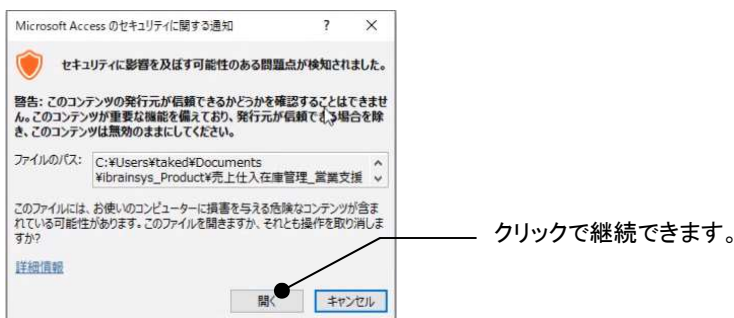 Microsoft Access のセキュリティに関する通知
セキュリティに影響を及ぼす可能性のある問題点が検知されました。
警告: このコンテンツの発行元が信頼できるかどうかを確認することはできませ
ん。このコンテンツが重要な機能を備えており、発行元が信頼できる場合を除
き、このコンテンツは無効のままにしてください。
ファイルのパス: C:¥Users¥taked¥Documents
¥ibrainsys_Product¥売上仕入在庫管理_営業支援
このファイルには、お使いのコンピューターに損害を与える危険なコンテンツが含ま
れている可能性があります。このファイルを開きますか、それとも操作を取り消しま
すか?
クリックで継続できます。
詳細情報
開く キャンセル